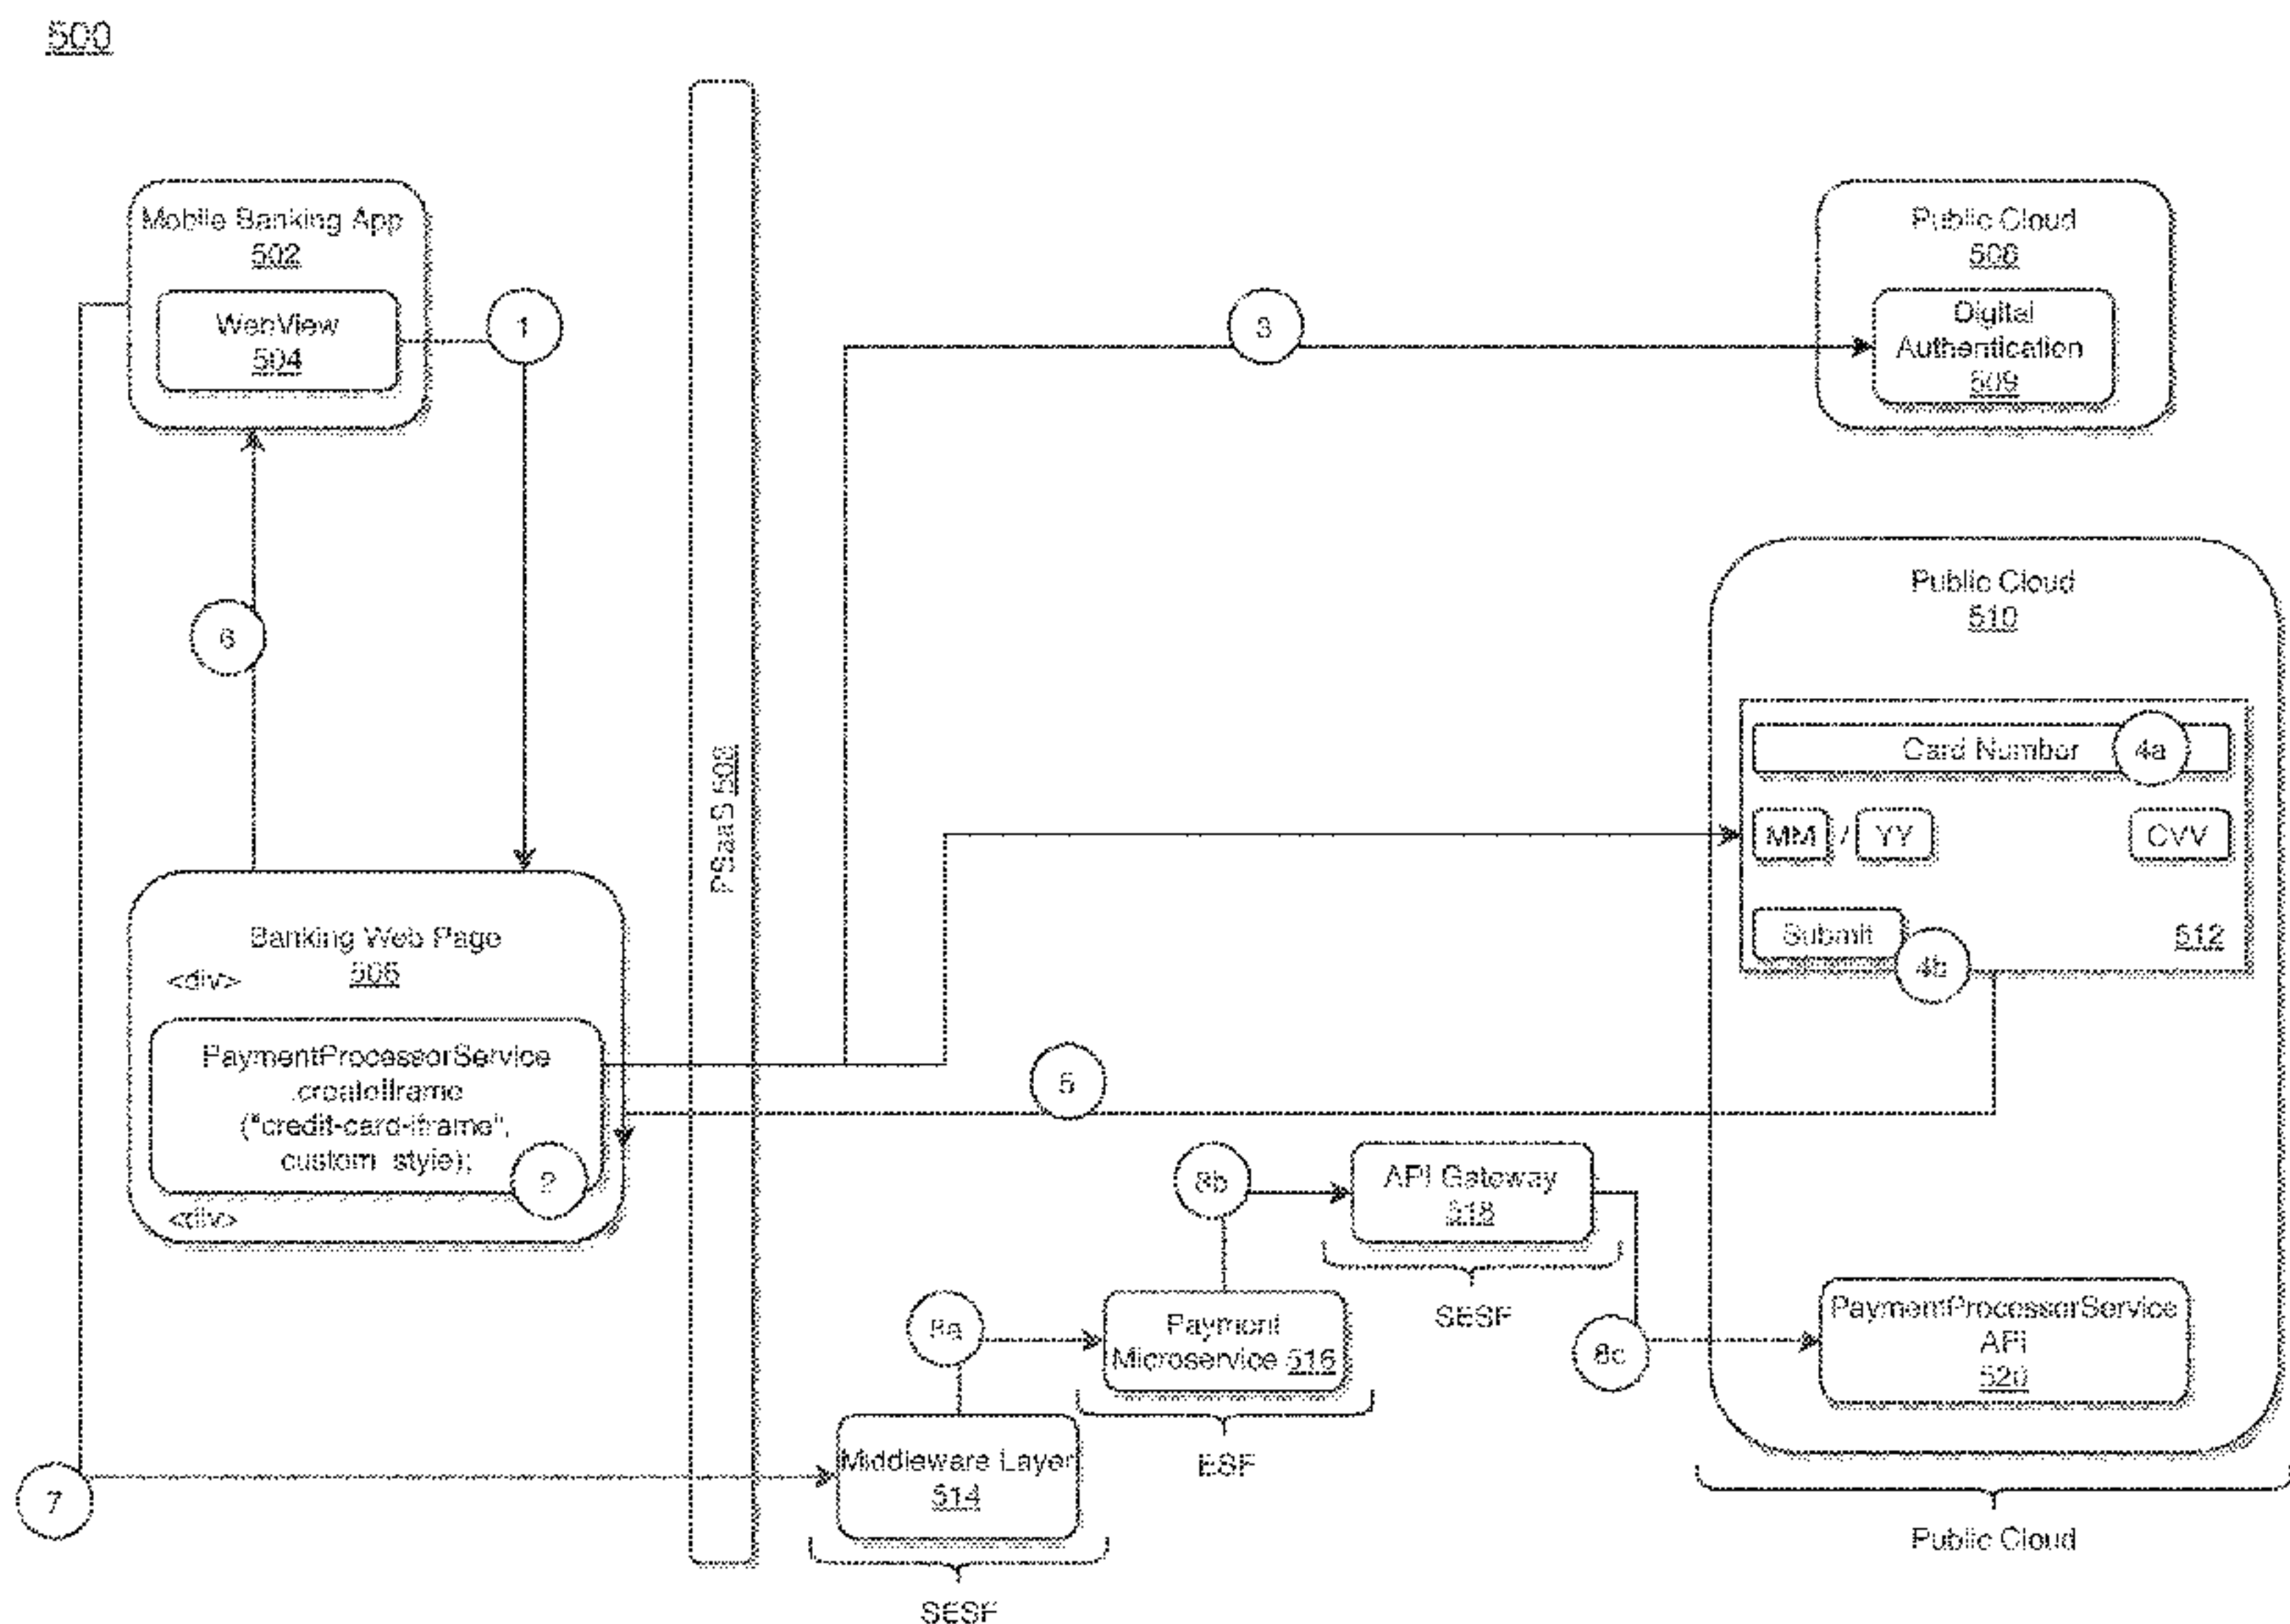 500
Mobile Banking App
502
WebView
504
1
3
Public Cloud
Digital
Authentication
509
6
PSaaS
Public Cloud
510
Card Number
4a
MM / YY
CVV
Submit
4b
512
Banking Web Page
<div>
PaymentProcessorService
.createIframe
("credit-card-iframe",
custom_style);
2
<div>
5
8b
API Gateway
518
SESF
8a
Payment
Microservice 516
ESF
8c
PaymentProcessorService
API
520
7
Middleware Layer
514
SESF
Public Cloud